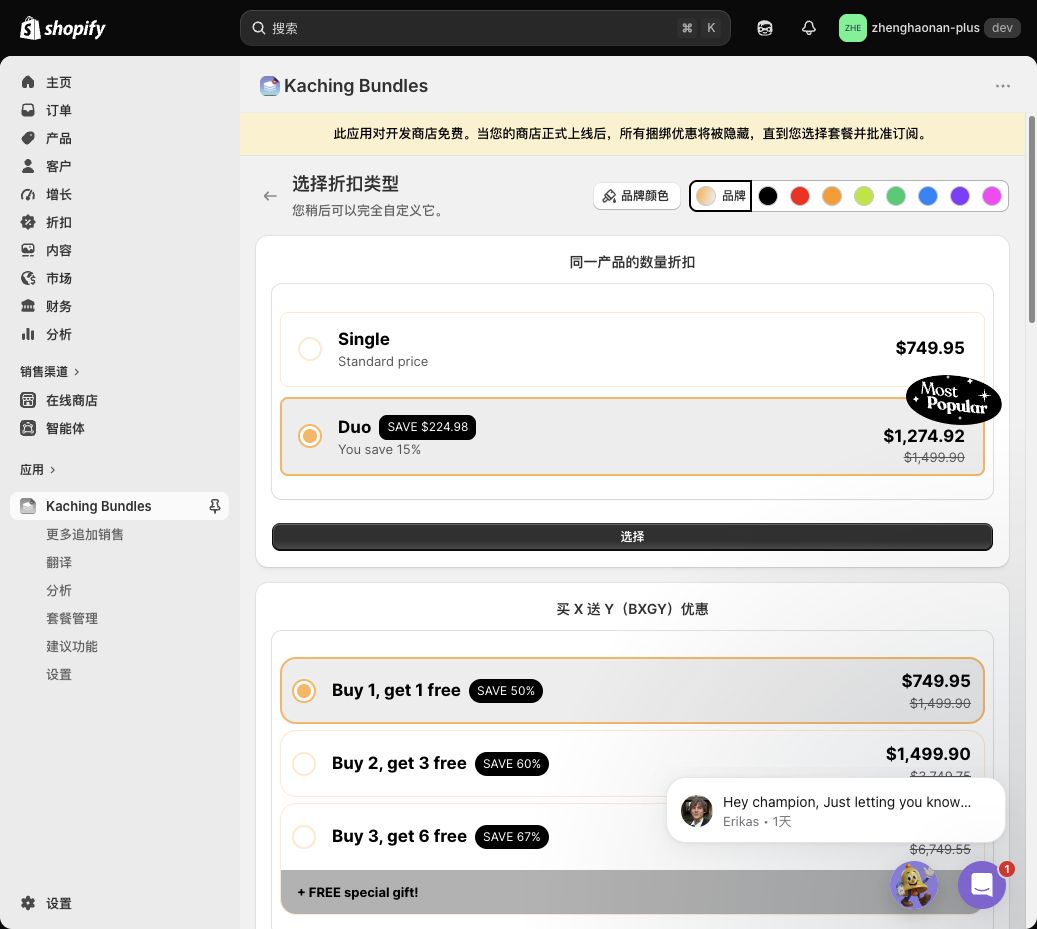 shopify
搜索
⌘ K
ZHE
zhenghaonan-plus
dev
主页
订单
产品
客户
增长
折扣
内容
市场
财务
分析
销售渠道
在线商店
智能体
应用
Kaching Bundles
更多追加销售
翻译
分析
套餐管理
建议功能
设置
设置
Kaching Bundles
此应用对开发商店免费。当您的商店正式上线后，所有捆绑优惠将被隐藏，直到您选择套餐并批准订阅。
选择折扣类型
您稍后可以完全自定义它。
品牌颜色
品牌
同一产品的数量折扣
Single
Standard price
$749.95
Most Popular
Duo
SAVE $224.98
You save 15%
$1,274.92
$1,499.90
选择
买 X 送 Y（BXGY）优惠
Buy 1, get 1 free
SAVE 50%
$749.95
$1,499.90
Buy 2, get 3 free
SAVE 60%
$1,499.90
$3,749.75
Buy 3, get 6 free
SAVE 67%
$6,749.55
+ FREE special gift!
Hey champion, Just letting you know…
Erikas • 1天
1